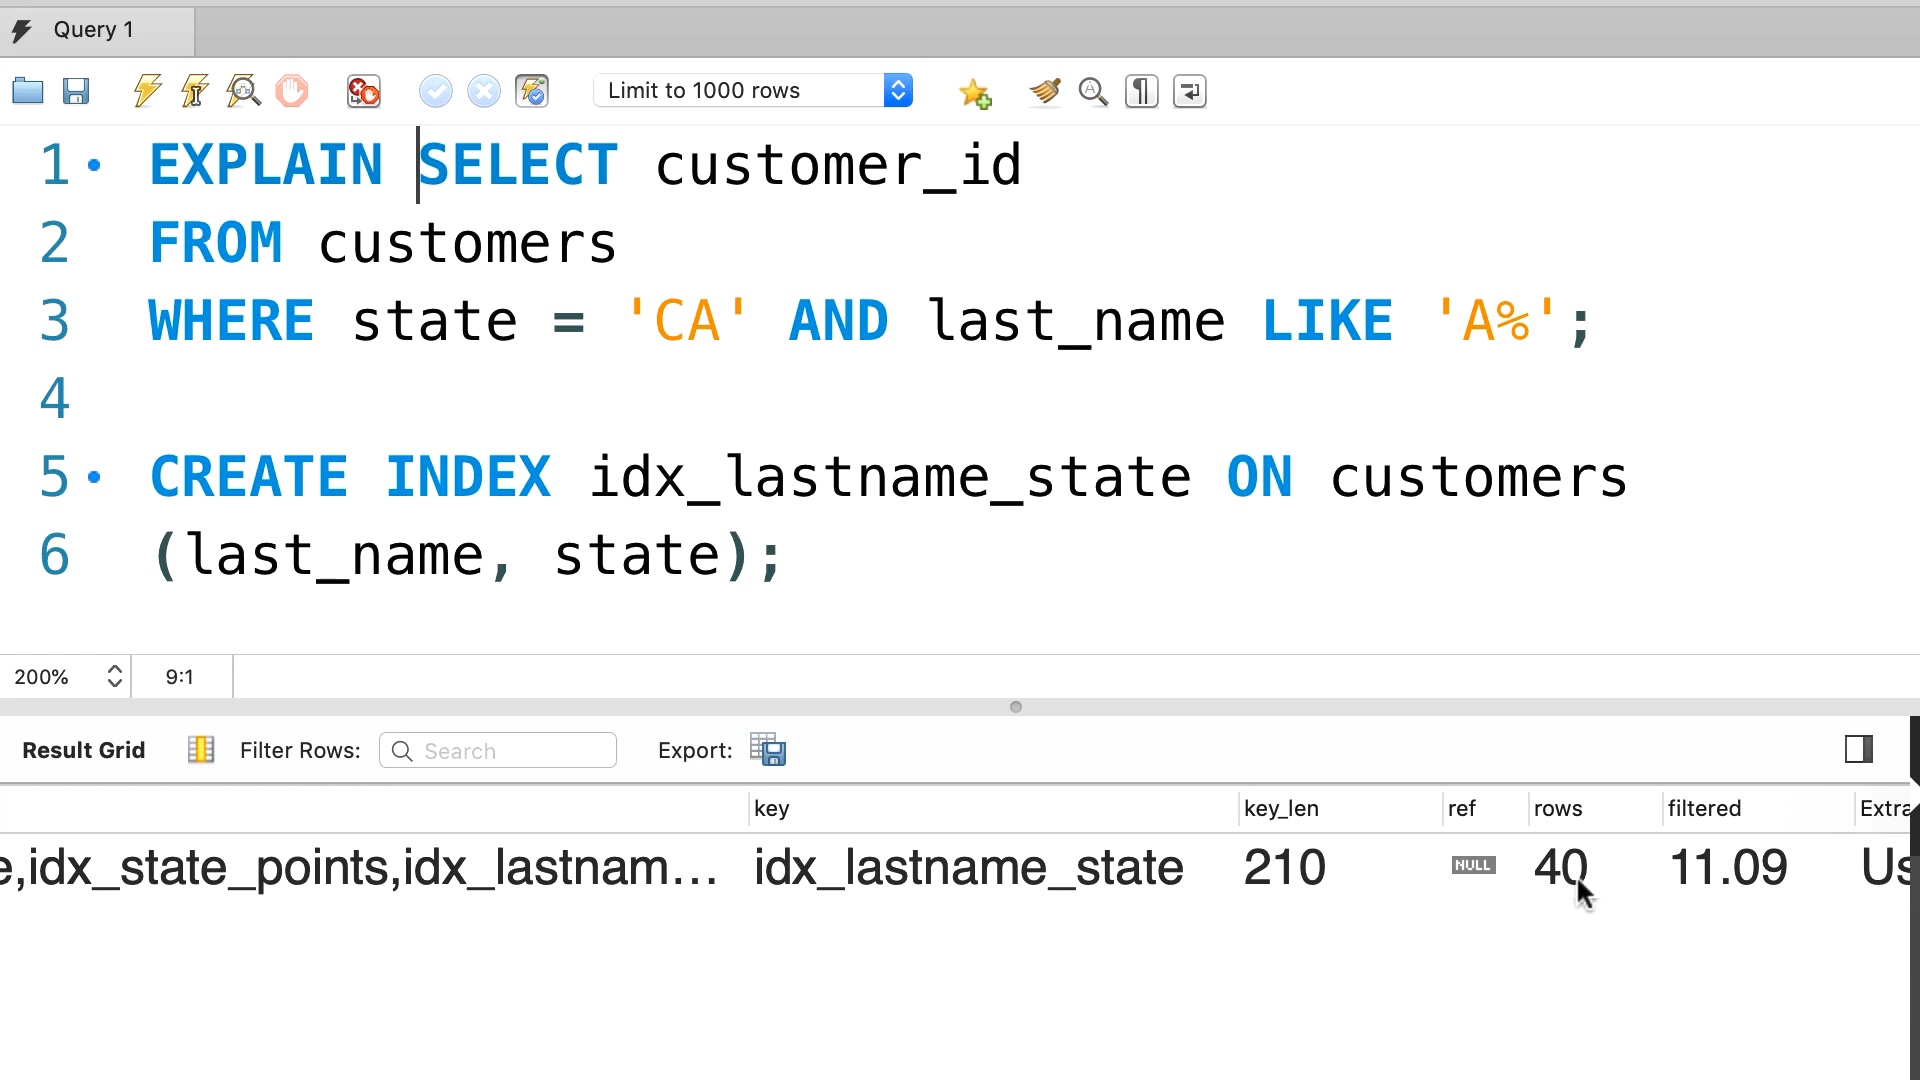 Query 1
Limit to 1000 rows
1 EXPLAIN SELECT customer_id
2 FROM customers
3 WHERE state = 'CA' AND last_name LIKE 'A%';
4
5 CREATE INDEX idx_lastname_state ON customers
6 (last_name, state);
200% 9:1
Result Grid Filter Rows: Search Export:
key key_len ref rows filtered Extra
e,idx_state_points,idx_lastnam... idx_lastname_state 210 NULL 40 11.09 Us